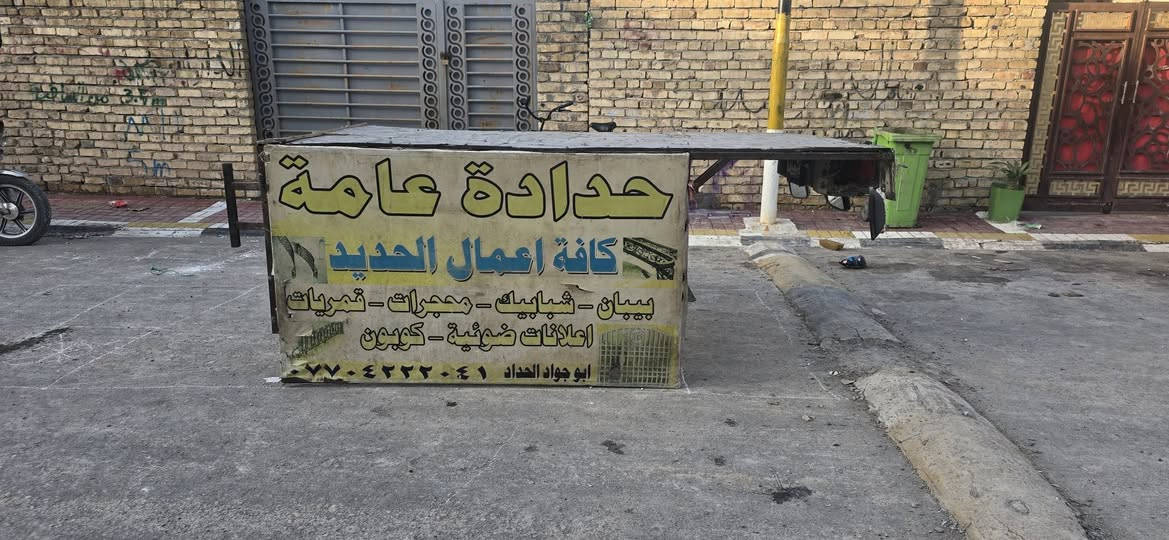 حدادة عامة
كافة اعمال الحديد
بيبان - شبابيك - محجرات - قمريات
اعلانات ضوئية - كوبون
ابو جواد الحداد ٠٧٧٠٤٢٢٢٠٤١